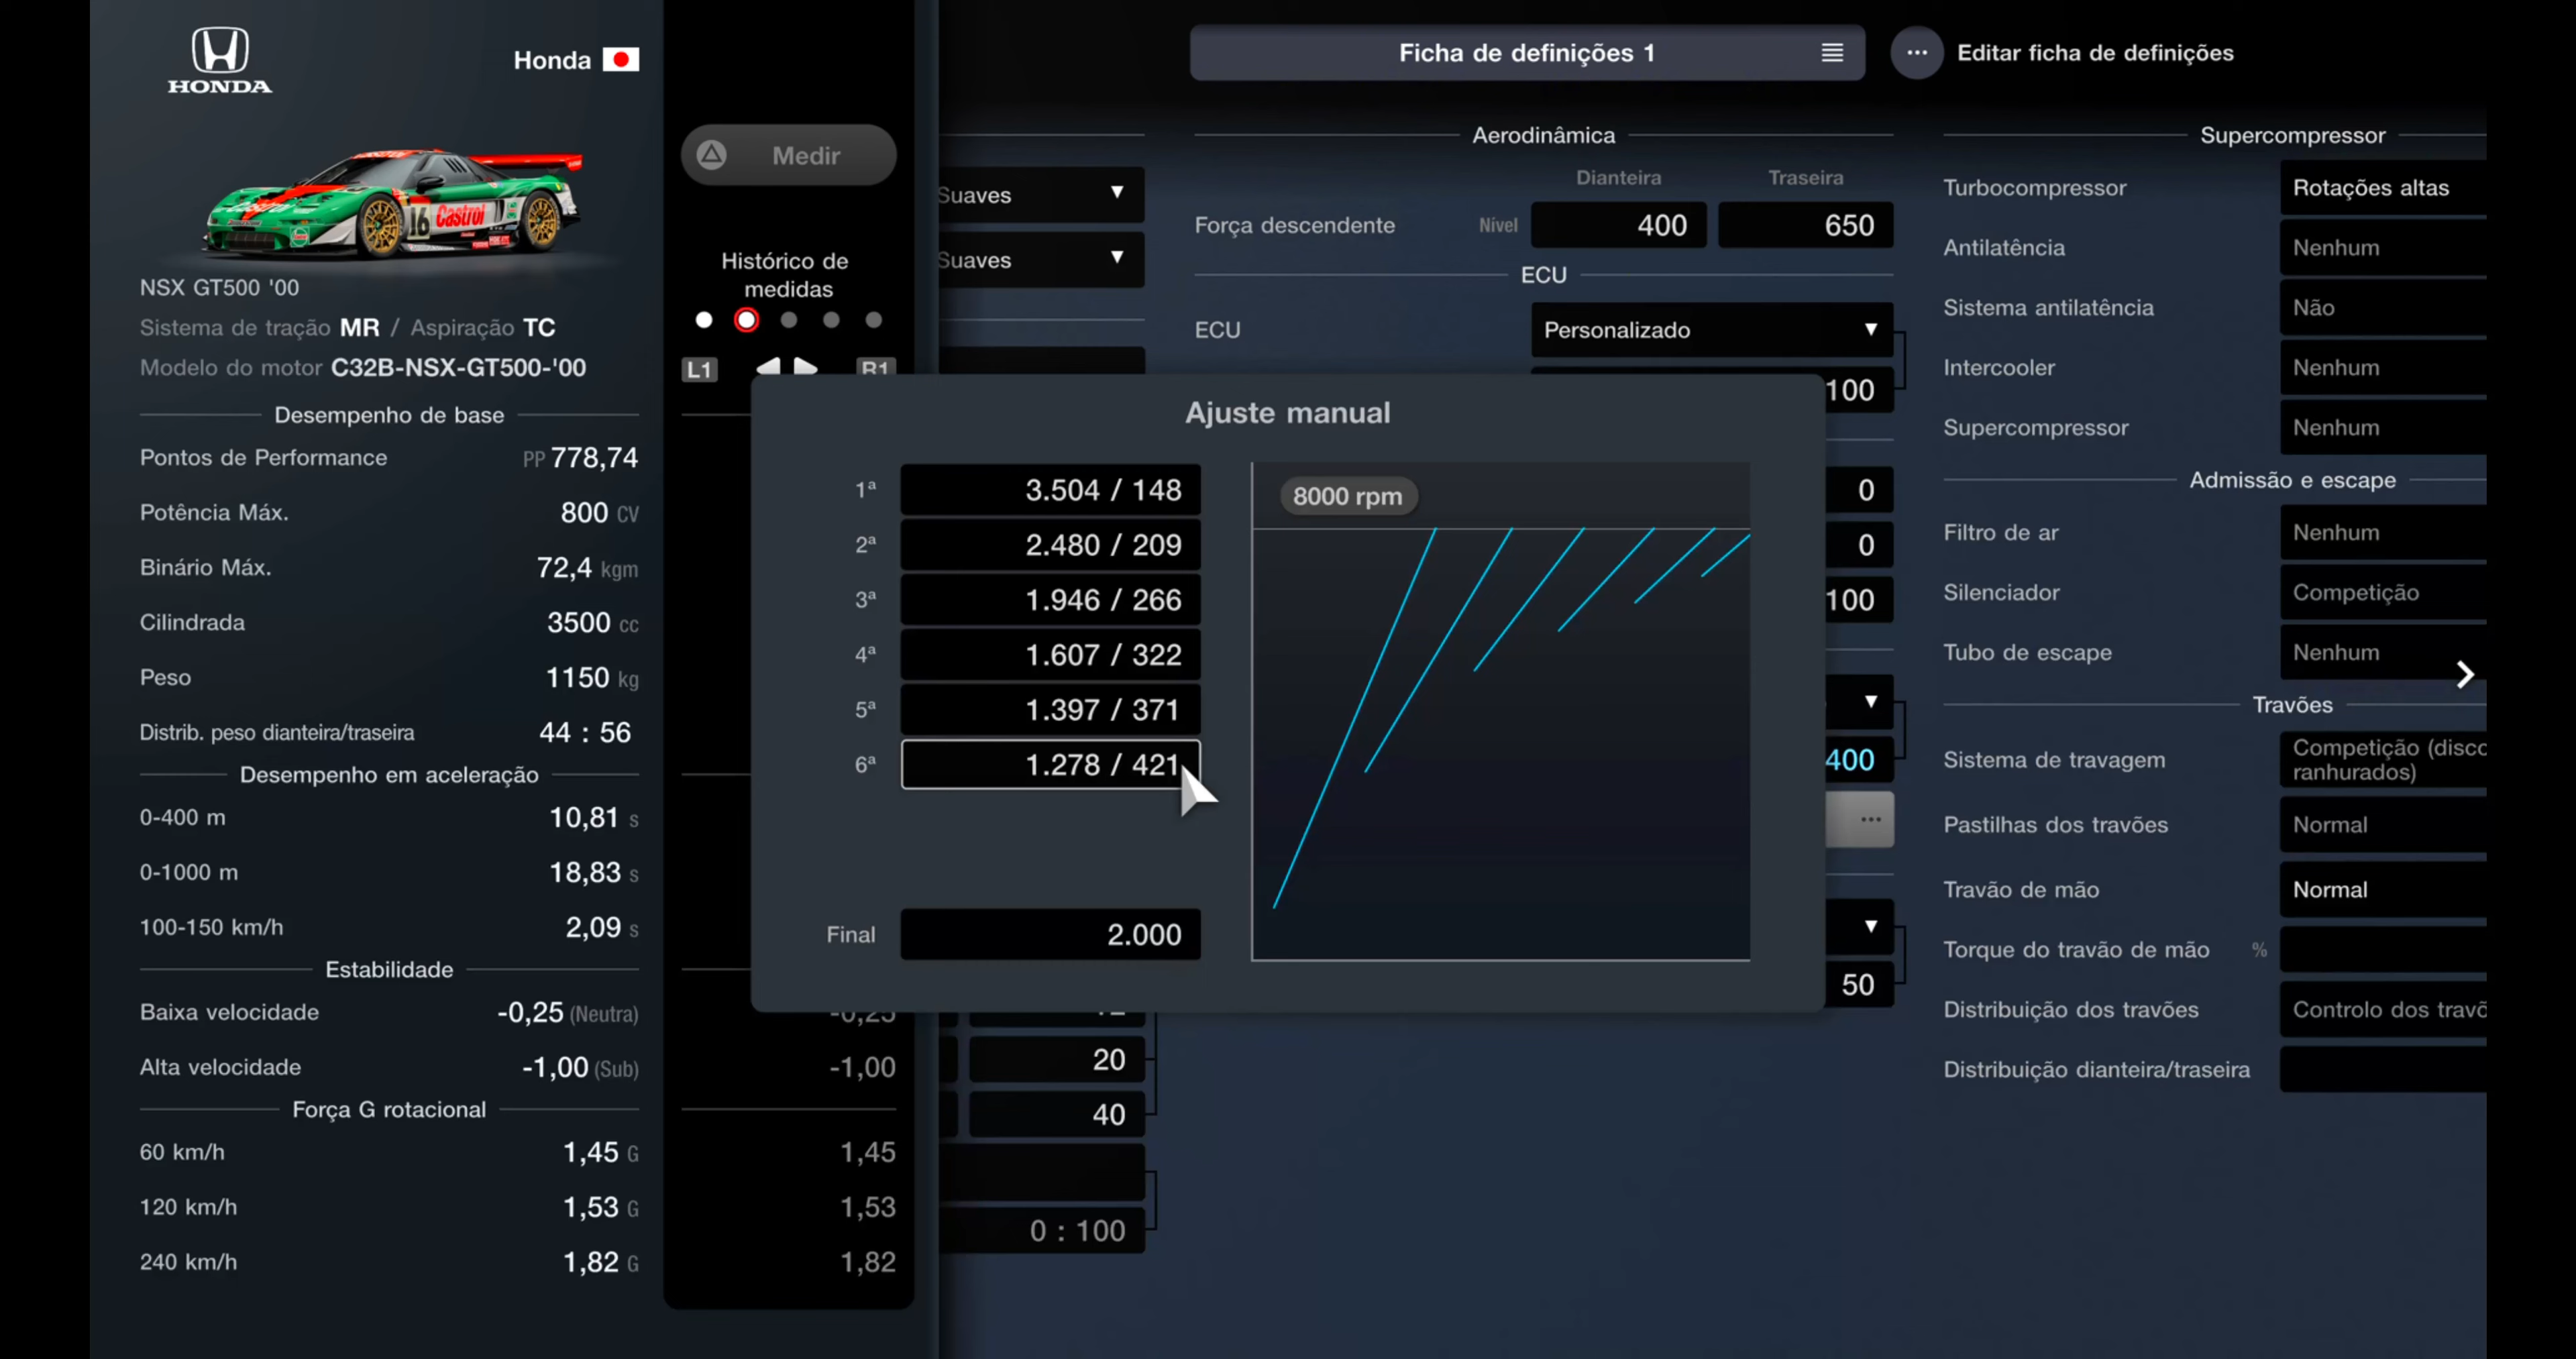 HONDA
Honda
NSX GT500 '00
Sistema de tração MR / Aspiração TC
Modelo do motor C32B-NSX-GT500-'00
Desempenho de base
Pontos de Performance PP 778,74
Potência Máx. 800 CV
Binário Máx. 72,4 kgm
Cilindrada 3500 cc
Peso 1150 kg
Distrib. peso dianteira/traseira 44 : 56
Desempenho em aceleração
0-400 m 10,81 s
0-1000 m 18,83 s
100-150 km/h 2,09 s
Estabilidade
Baixa velocidade -0,25 (Neutra)
Alta velocidade -1,00 (Sub)
Força G rotacional
60 km/h 1,45 G
120 km/h 1,53 G
240 km/h 1,82 G
Medir
Histórico de
medidas
L1 R1
-0,25
-1,00
1,45
1,53
1,82
Suaves
Suaves
20
40
0 : 100
Ficha de definições 1
Editar ficha de definições
Aerodinâmica
Dianteira Traseira
Força descendente Nível 400 650
ECU
ECU Personalizado
100
0
0
100
400
50
Ajuste manual
1ª 3.504 / 148
2ª 2.480 / 209
3ª 1.946 / 266
4ª 1.607 / 322
5ª 1.397 / 371
6ª 1.278 / 421
Final 2.000
8000 rpm
Supercompressor
Turbocompressor Rotações altas
Antilatência Nenhum
Sistema antilatência Não
Intercooler Nenhum
Supercompressor Nenhum
Admissão e escape
Filtro de ar Nenhum
Silenciador Competição
Tubo de escape Nenhum
Travões
Sistema de travagem Competição (disco
ranhurados)
Pastilhas dos travões Normal
Travão de mão Normal
Torque do travão de mão %
Distribuição dos travões Controlo dos travõ
Distribuição dianteira/traseira
16
Castrol